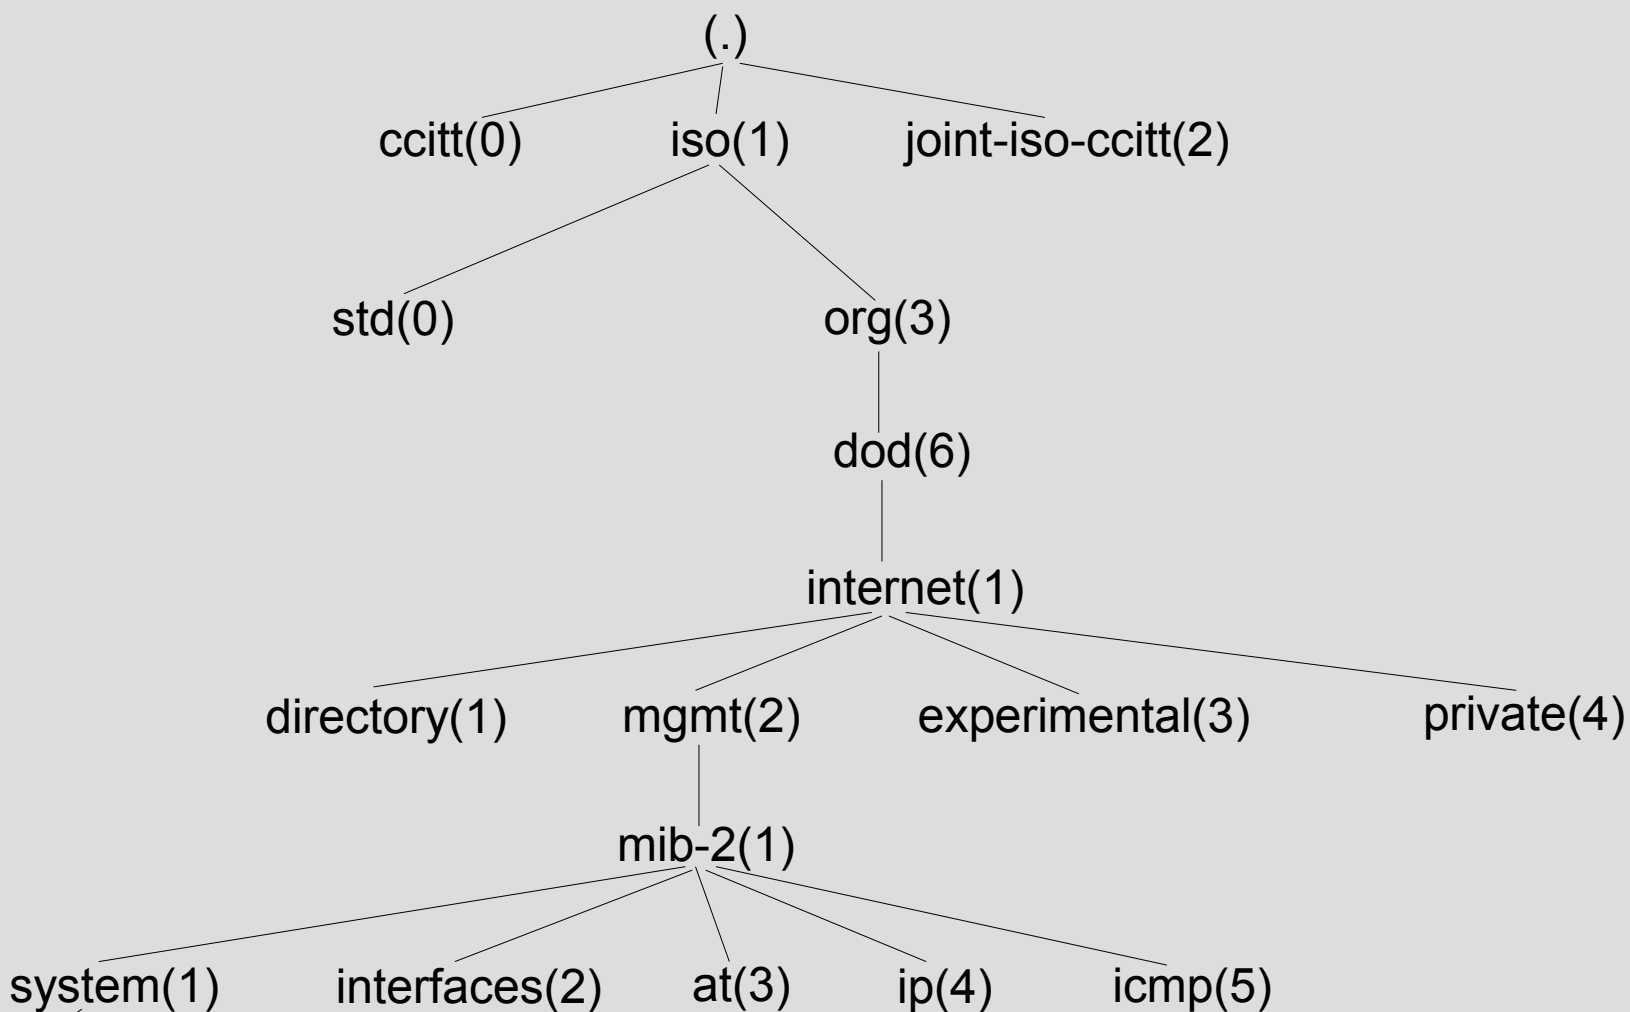 (.)
ccitt(0) iso(1) joint-iso-ccitt(2)
std(0) org(3)
dod(6)
internet(1)
directory(1) mgmt(2) experimental(3) private(4)
mib-2(1)
system(1) interfaces(2) at(3) ip(4) icmp(5)